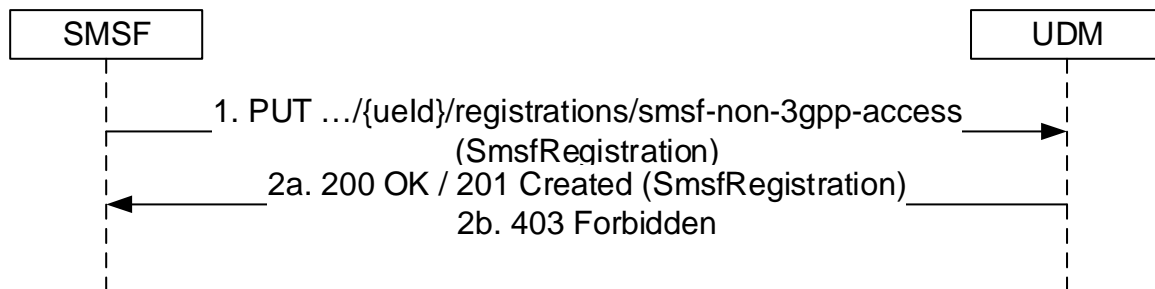 SMSF
UDM
1. PUT …/{ueId}/registrations/smsf-non-3gpp-access
(SmsfRegistration)
2a. 200 OK / 201 Created (SmsfRegistration)
2b. 403 Forbidden